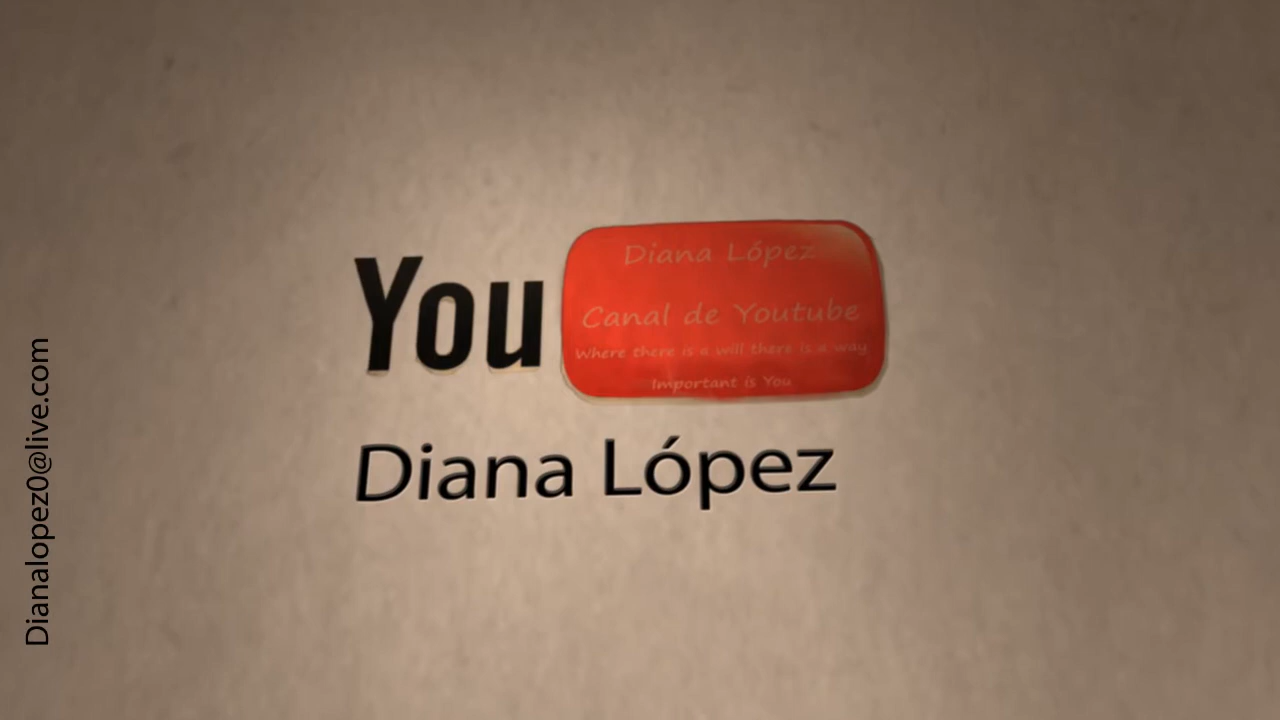 You
Diana López
Canal de Youtube
Where there is a will there is a way
Important is You
Diana López
Dianalopez0@live.com